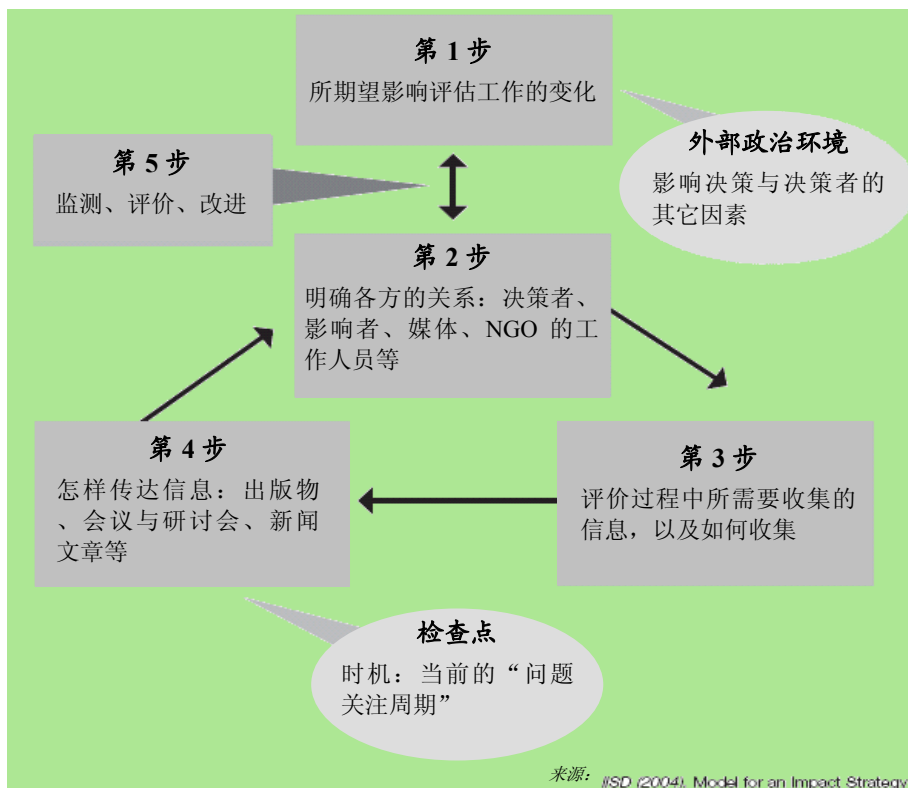 第 1 步
所期望影响评估工作的变化
外部政治环境
影响决策与决策者的
其它因素
第 5 步
监测、评价、改进
第 2 步
明确各方的关系：决策者、
影响者、媒体、NGO 的工
作人员等
第 3 步
评价过程中所需要收集的
信息，以及如何收集
第 4 步
怎样传达信息：出版物
、会议与研讨会、新闻
文章等
检查点
时机：当前的“问题
关注周期”
来源： IISD (2004). Model for an Impact Strategy